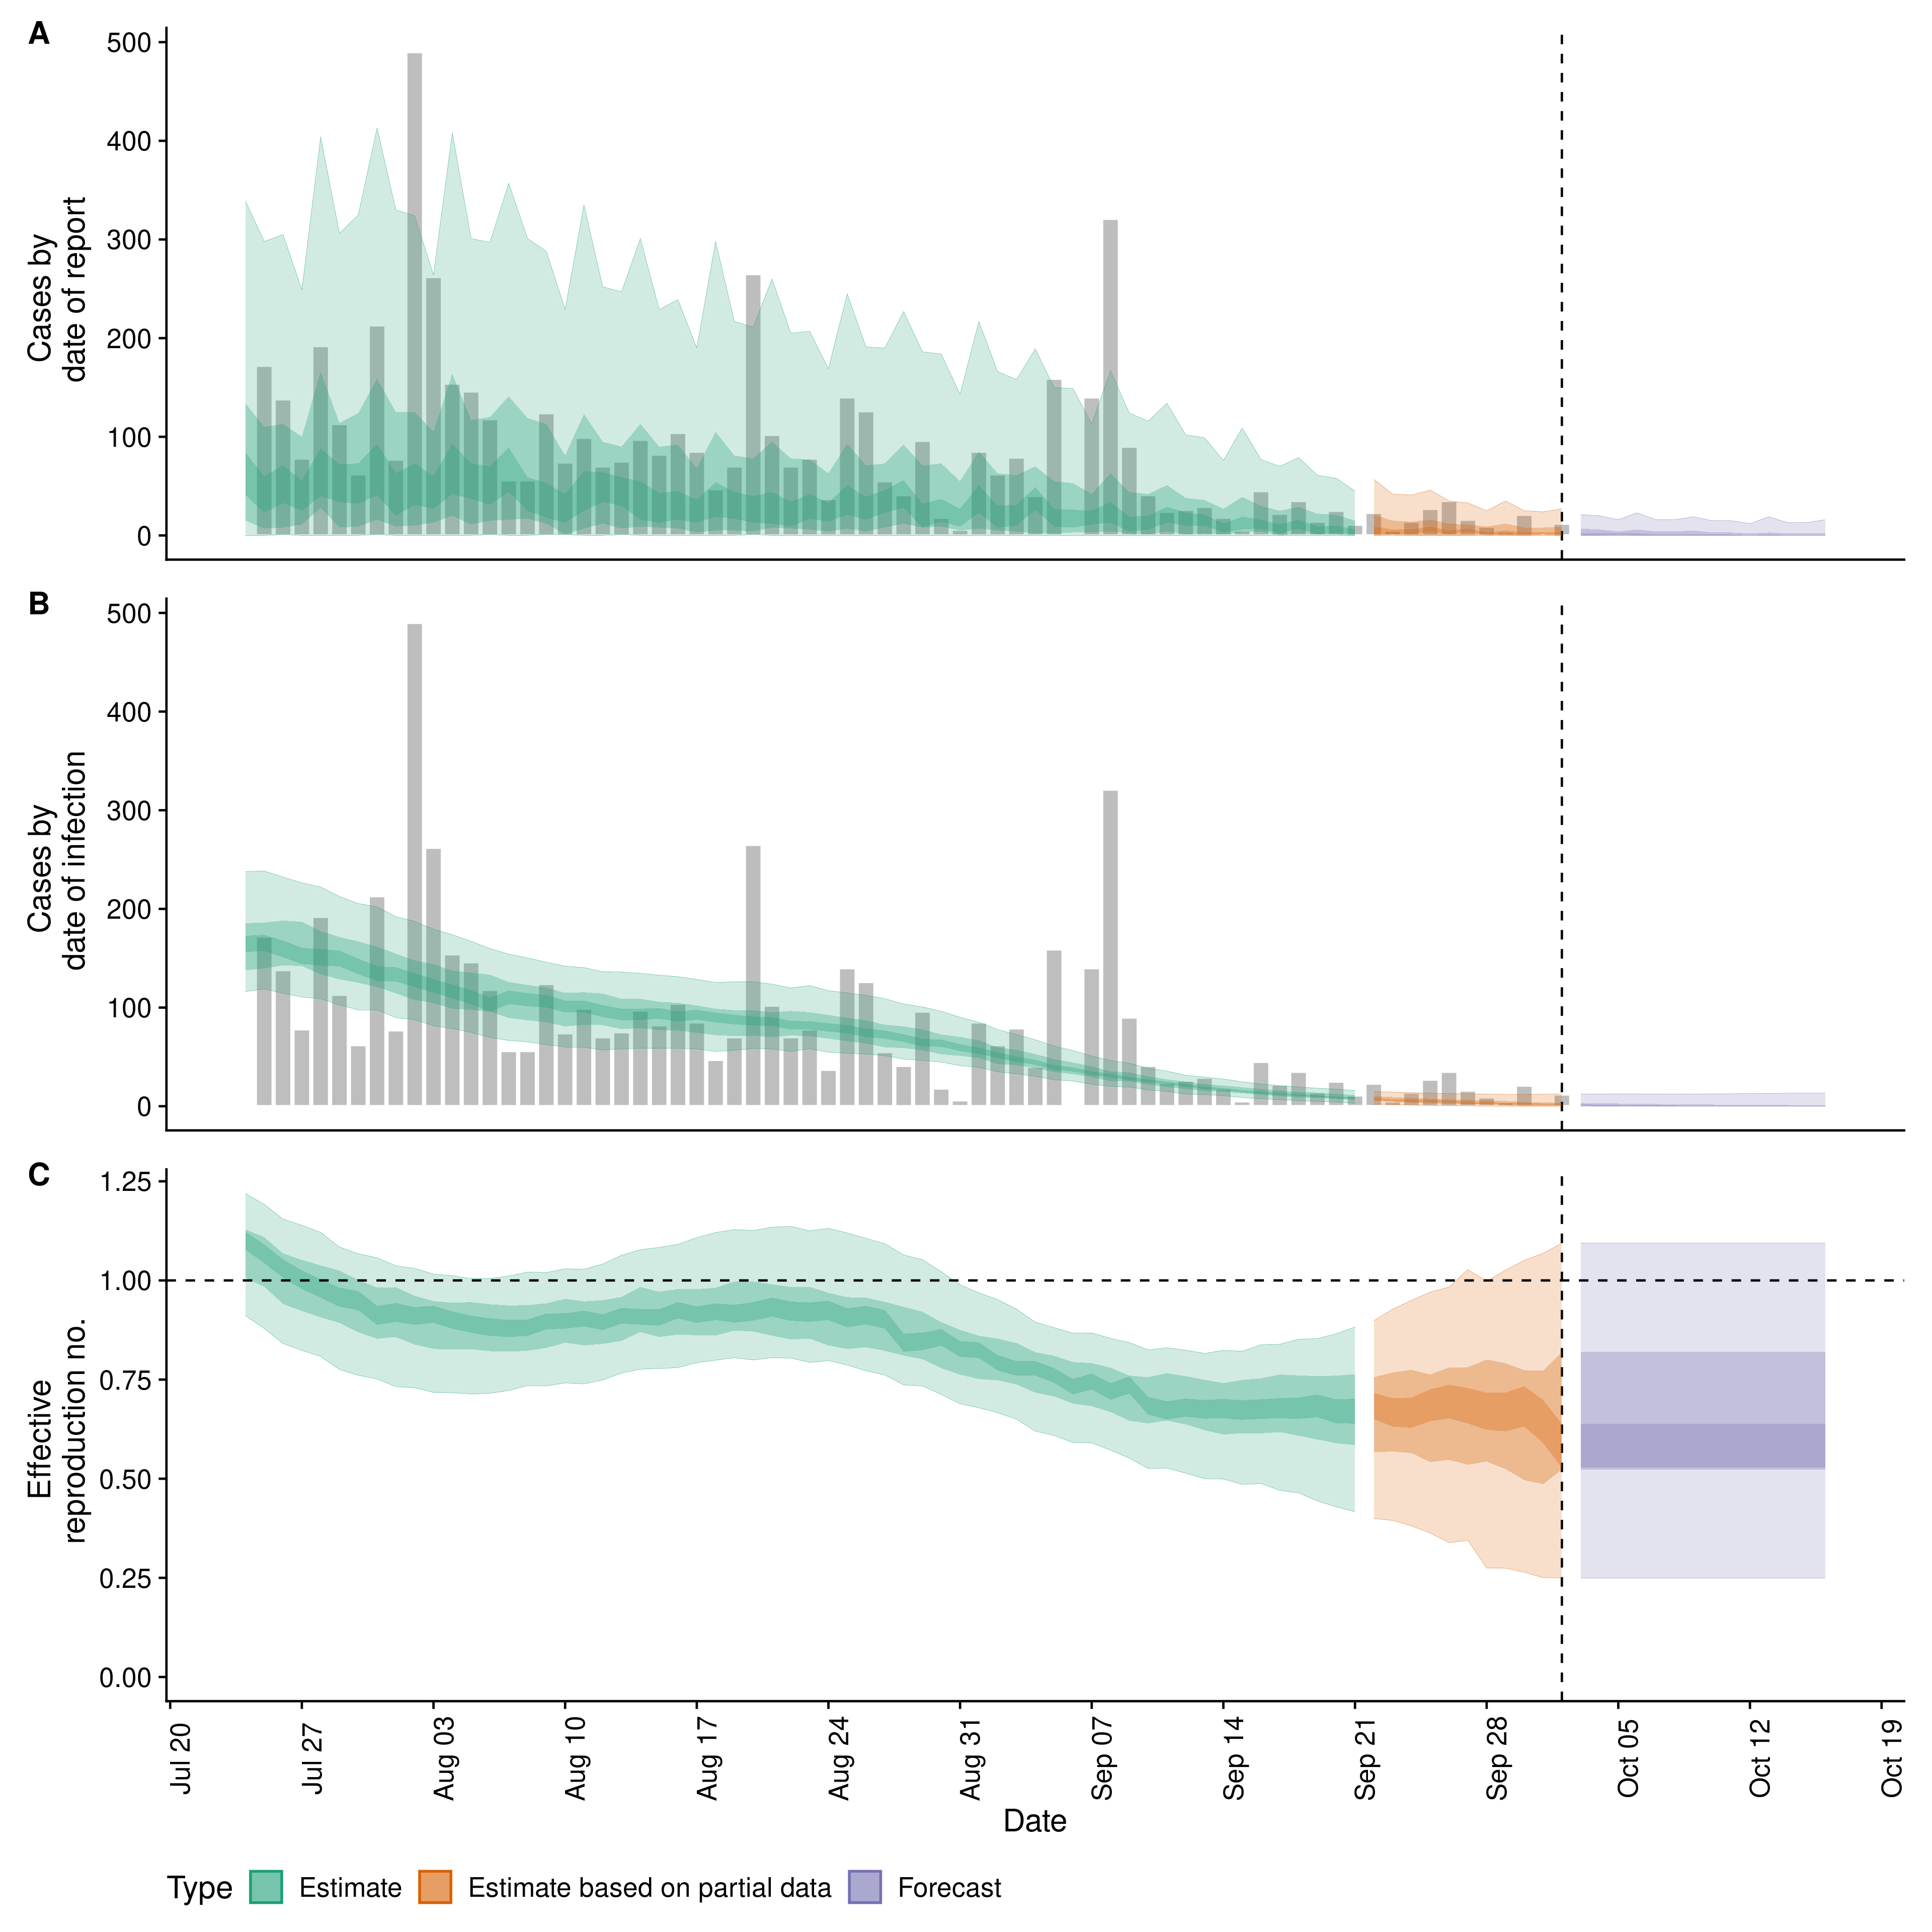 A
500
400
300
200
100
0
Cases by
date of report
B
500
400
300
200
100
0
Cases by
date of infection
C
1.25
1.00
0.75
0.50
0.25
0.00
Effective
reproduction no.
Jul 20
Jul 27
Aug 03
Aug 10
Aug 17
Aug 24
Aug 31
Sep 07
Sep 14
Sep 21
Sep 28
Oct 05
Oct 12
Oct 19
Date
Type Estimate Estimate based on partial data Forecast